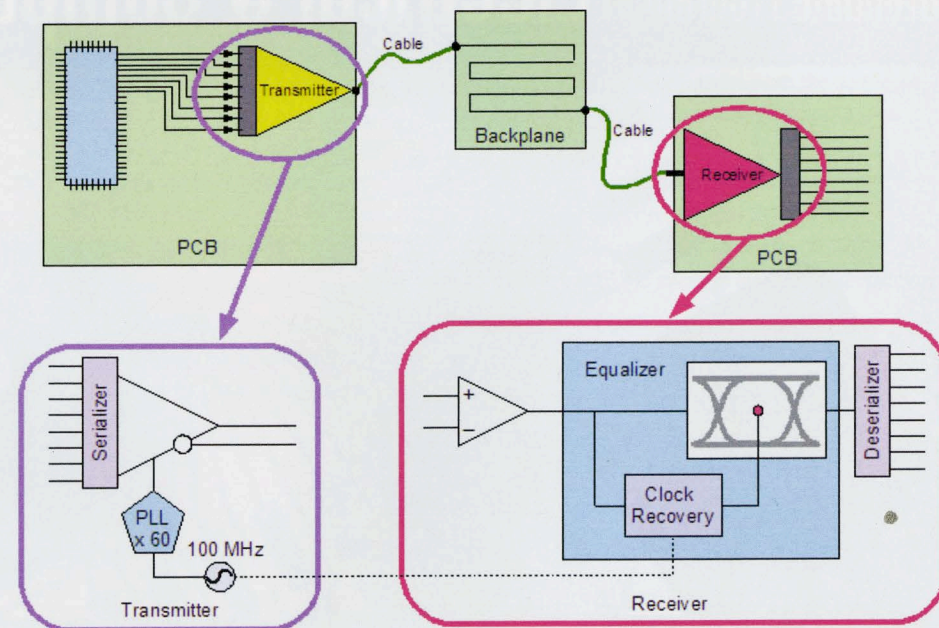 Cable
Transmitter
Backplane
Cable
Receiver
PCB
PCB
Serializer
PLL
x 60
100 MHz
Transmitter
+
−
Equalizer
Clock
Recovery
Deserializer
Receiver